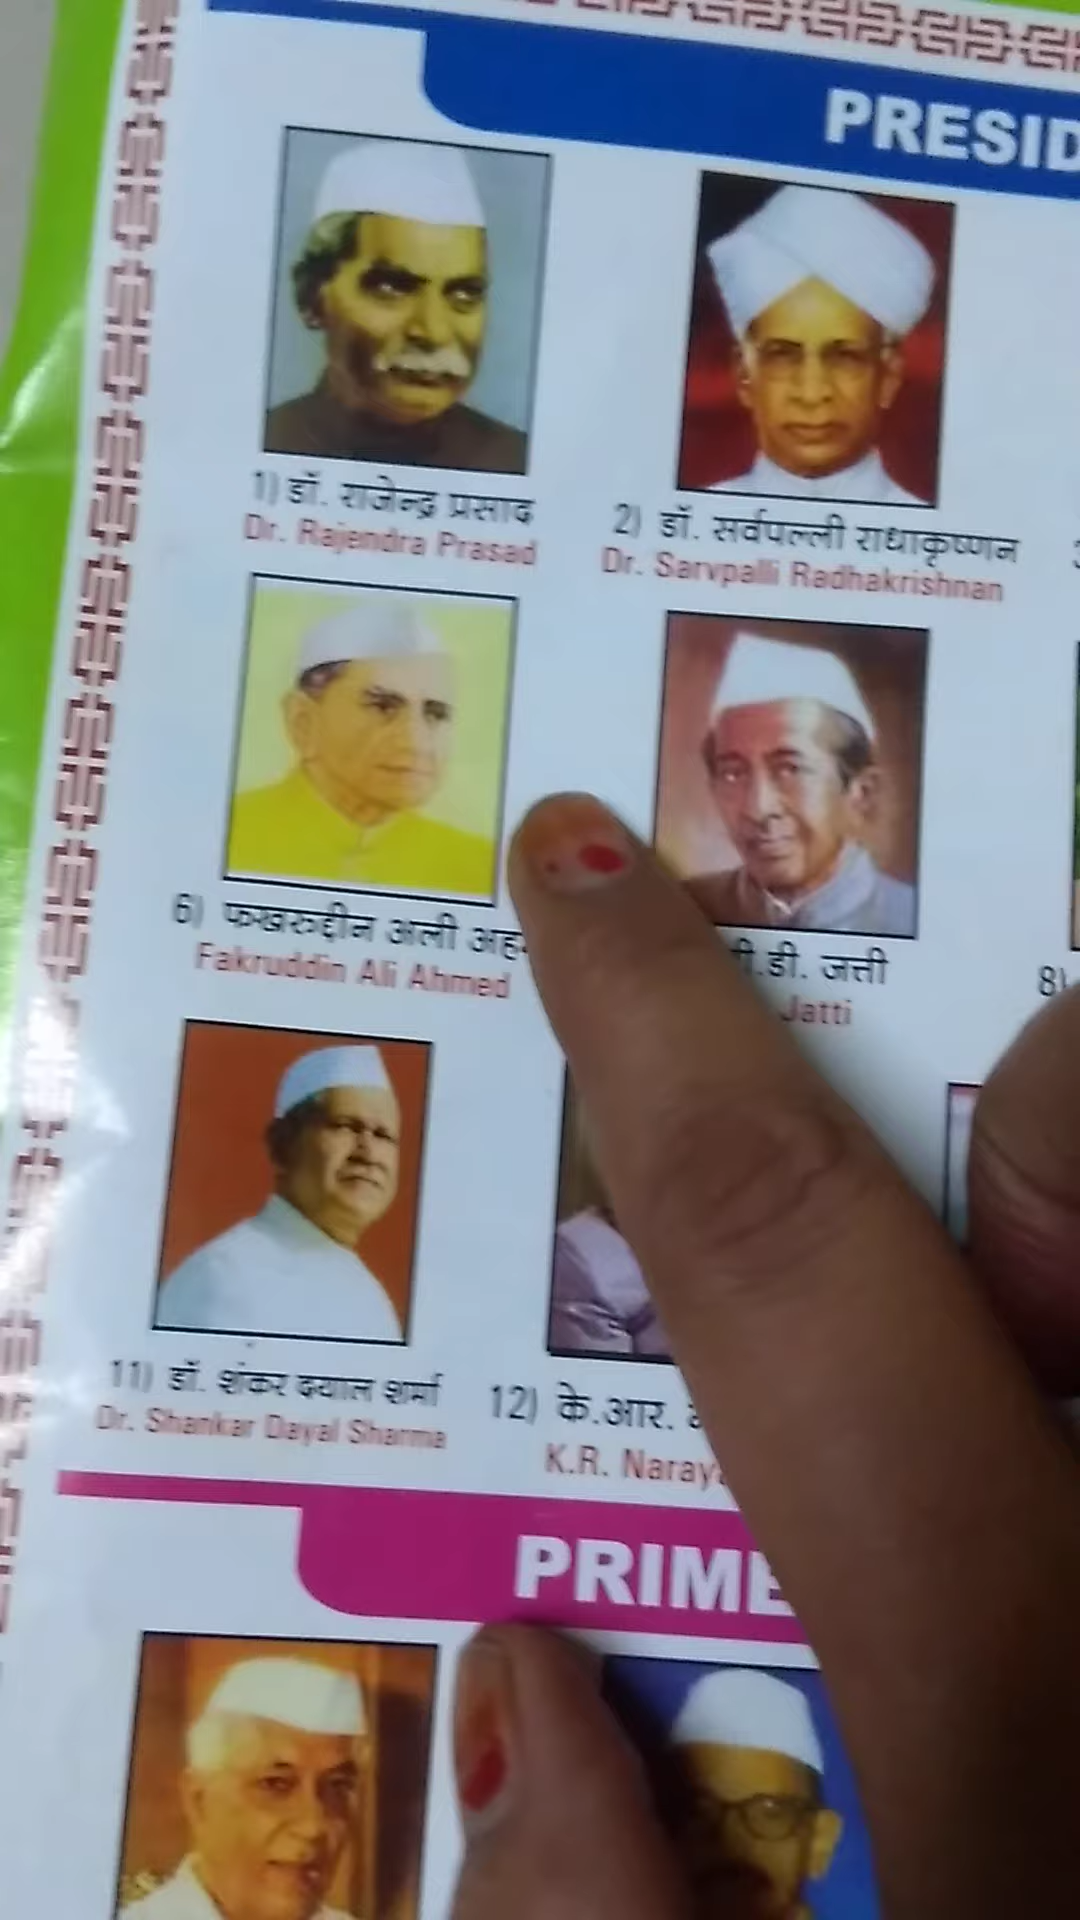 PRESID
1) डॉ. राजेन्द्र प्रसाद
Dr. Rajendra Prasad
2) डॉ. सर्वपल्ली राधाकृष्णन
Dr. Sarvpalli Radhakrishnan
6) फखरुद्दीन अली अह
Fakruddin Ali Ahmed
.डी. जत्ती
Jatti
8)
11) डॉ. शंकर दयाल शर्मा
Dr. Shankar Dayal Sharma
12) के.आर.
K.R. Naray
PRIME